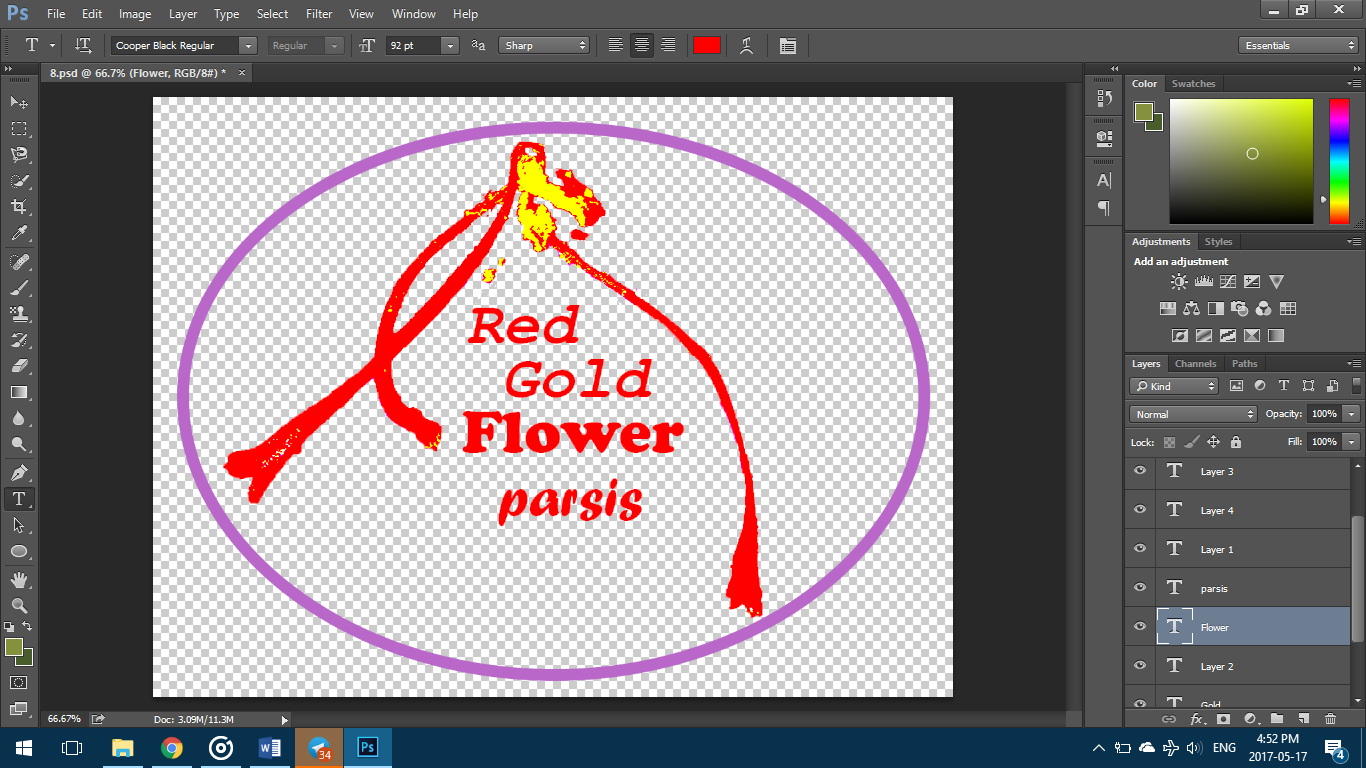 Ps File Edit Image Layer Type Select Filter View Window Help
T Cooper Black Regular Regular 92 pt aa Sharp Essentials
8.psd @ 66.7% (Flower, RGB/8#) * ×
Color Swatches
Red
Gold
Flower
parsis
A
Adjustments Styles
Add an adjustment
Layers Channels Paths
Kind
Normal Opacity: 100%
Lock: Fill: 100%
T Layer 3
T Layer 4
T Layer 1
T parsis
T Flower
T Layer 2
T Gold
fx
66.67% Doc: 3.09M/11.3M
34 Ps ENG 4:52 PM
2017-05-17 4